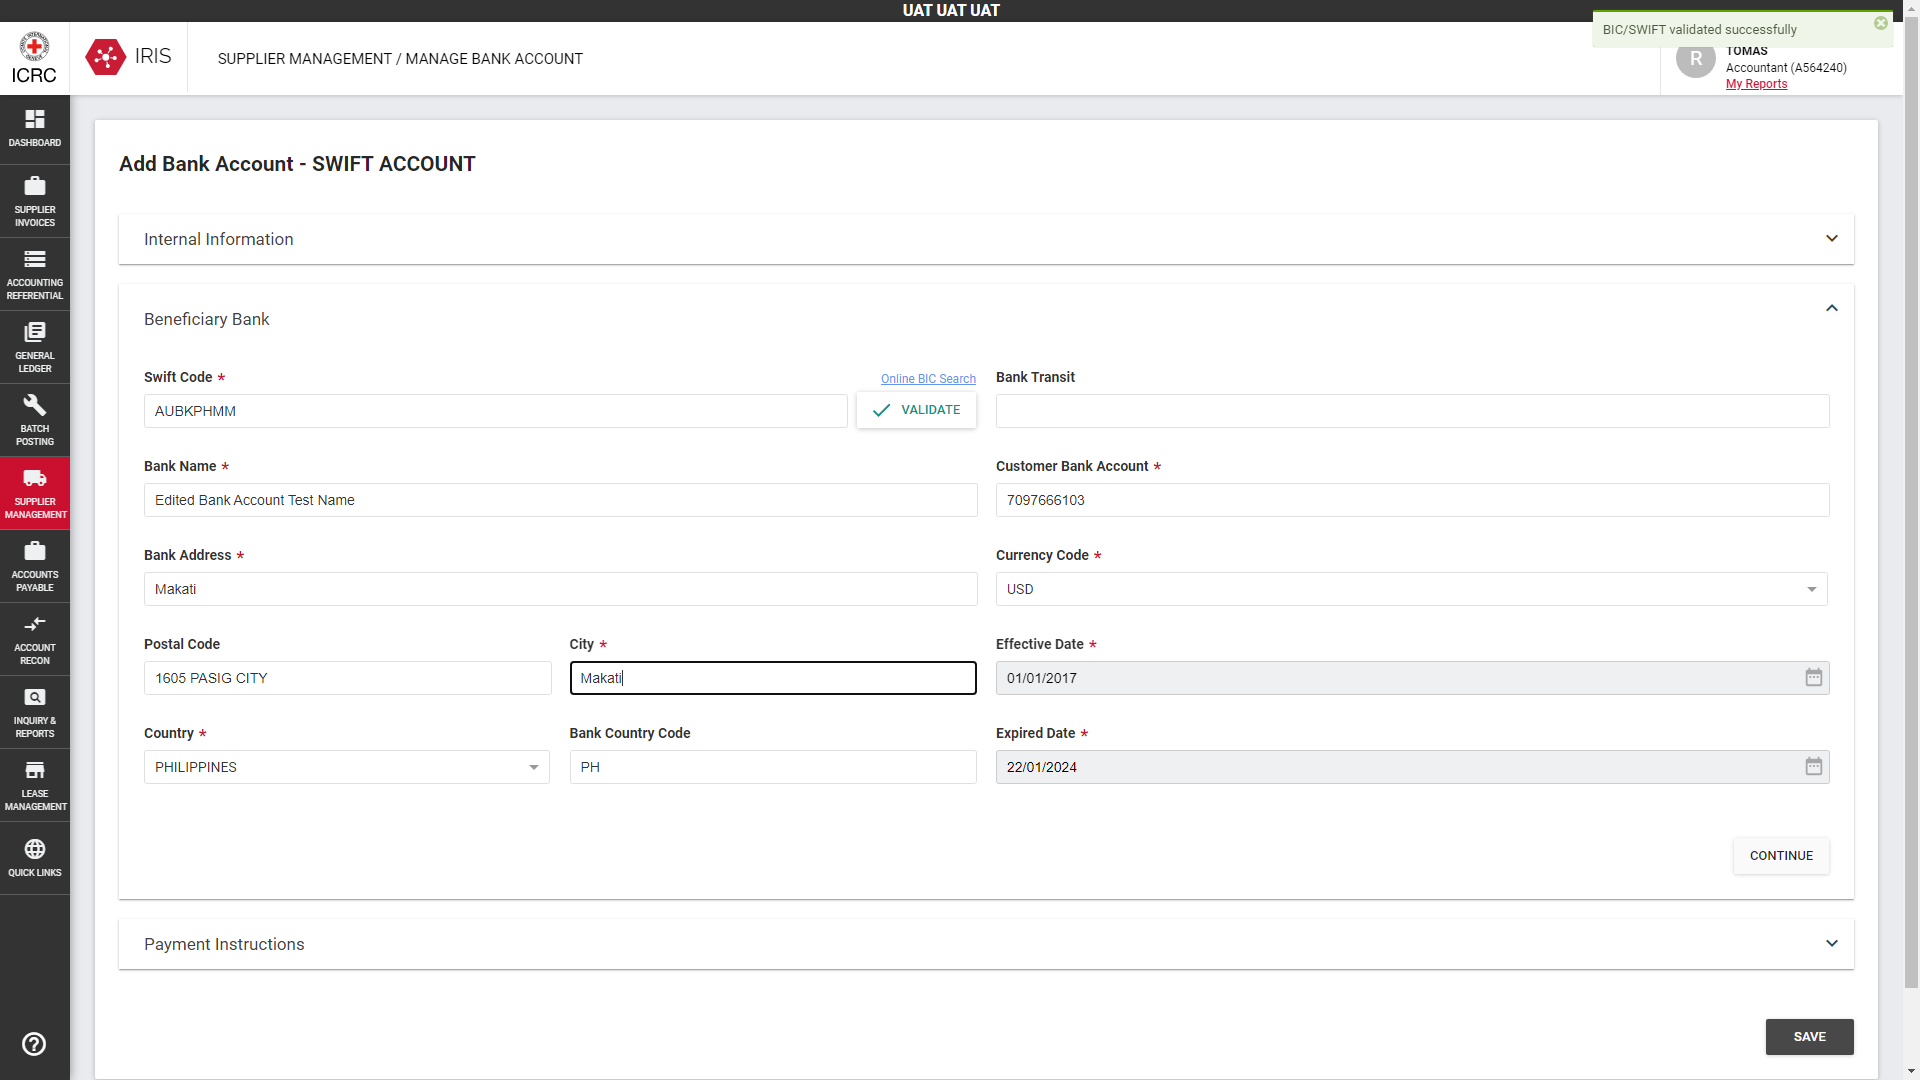 UAT UAT UAT
BIC/SWIFT validated successfully
ICRC
IRIS
SUPPLIER MANAGEMENT / MANAGE BANK ACCOUNT
R
TOMAS
Accountant (A564240)
My Reports
DASHBOARD
SUPPLIER
INVOICES
ACCOUNTING
REFERENTIAL
GENERAL
LEDGER
BATCH
POSTING
SUPPLIER
MANAGEMENT
ACCOUNTS
PAYABLE
ACCOUNT
RECON
INQUIRY &
REPORTS
LEASE
MANAGEMENT
QUICK LINKS
Add Bank Account - SWIFT ACCOUNT
Internal Information
Beneficiary Bank
Swift Code *
Online BIC Search
Bank Transit
AUBKPHMM
VALIDATE
Bank Name *
Customer Bank Account *
Edited Bank Account Test Name
7097666103
Bank Address *
Currency Code *
Makati
USD
Postal Code
City *
Effective Date *
1605 PASIG CITY
Makati
01/01/2017
Country *
Bank Country Code
Expired Date *
PHILIPPINES
PH
22/01/2024
CONTINUE
Payment Instructions
SAVE